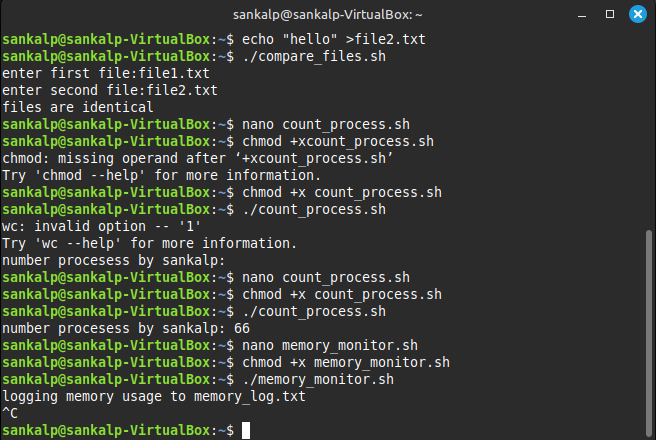 sankalp@sankalp-VirtualBox: ~
sankalp@sankalp-VirtualBox:~$ echo "hello" >file2.txt
sankalp@sankalp-VirtualBox:~$ ./compare_files.sh
enter first file:file1.txt
enter second file:file2.txt
files are identical
sankalp@sankalp-VirtualBox:~$ nano count_process.sh
sankalp@sankalp-VirtualBox:~$ chmod +xcount_process.sh
chmod: missing operand after ‘+xcount_process.sh’
Try 'chmod --help' for more information.
sankalp@sankalp-VirtualBox:~$ chmod +x count_process.sh
sankalp@sankalp-VirtualBox:~$ ./count_process.sh
wc: invalid option -- '1'
Try 'wc --help' for more information.
number procesess by sankalp:
sankalp@sankalp-VirtualBox:~$ nano count_process.sh
sankalp@sankalp-VirtualBox:~$ chmod +x count_process.sh
sankalp@sankalp-VirtualBox:~$ ./count_process.sh
number procesess by sankalp: 66
sankalp@sankalp-VirtualBox:~$ nano memory_monitor.sh
sankalp@sankalp-VirtualBox:~$ chmod +x memory_monitor.sh
sankalp@sankalp-VirtualBox:~$ ./memory_monitor.sh
logging memory usage to memory_log.txt
^C
sankalp@sankalp-VirtualBox:~$